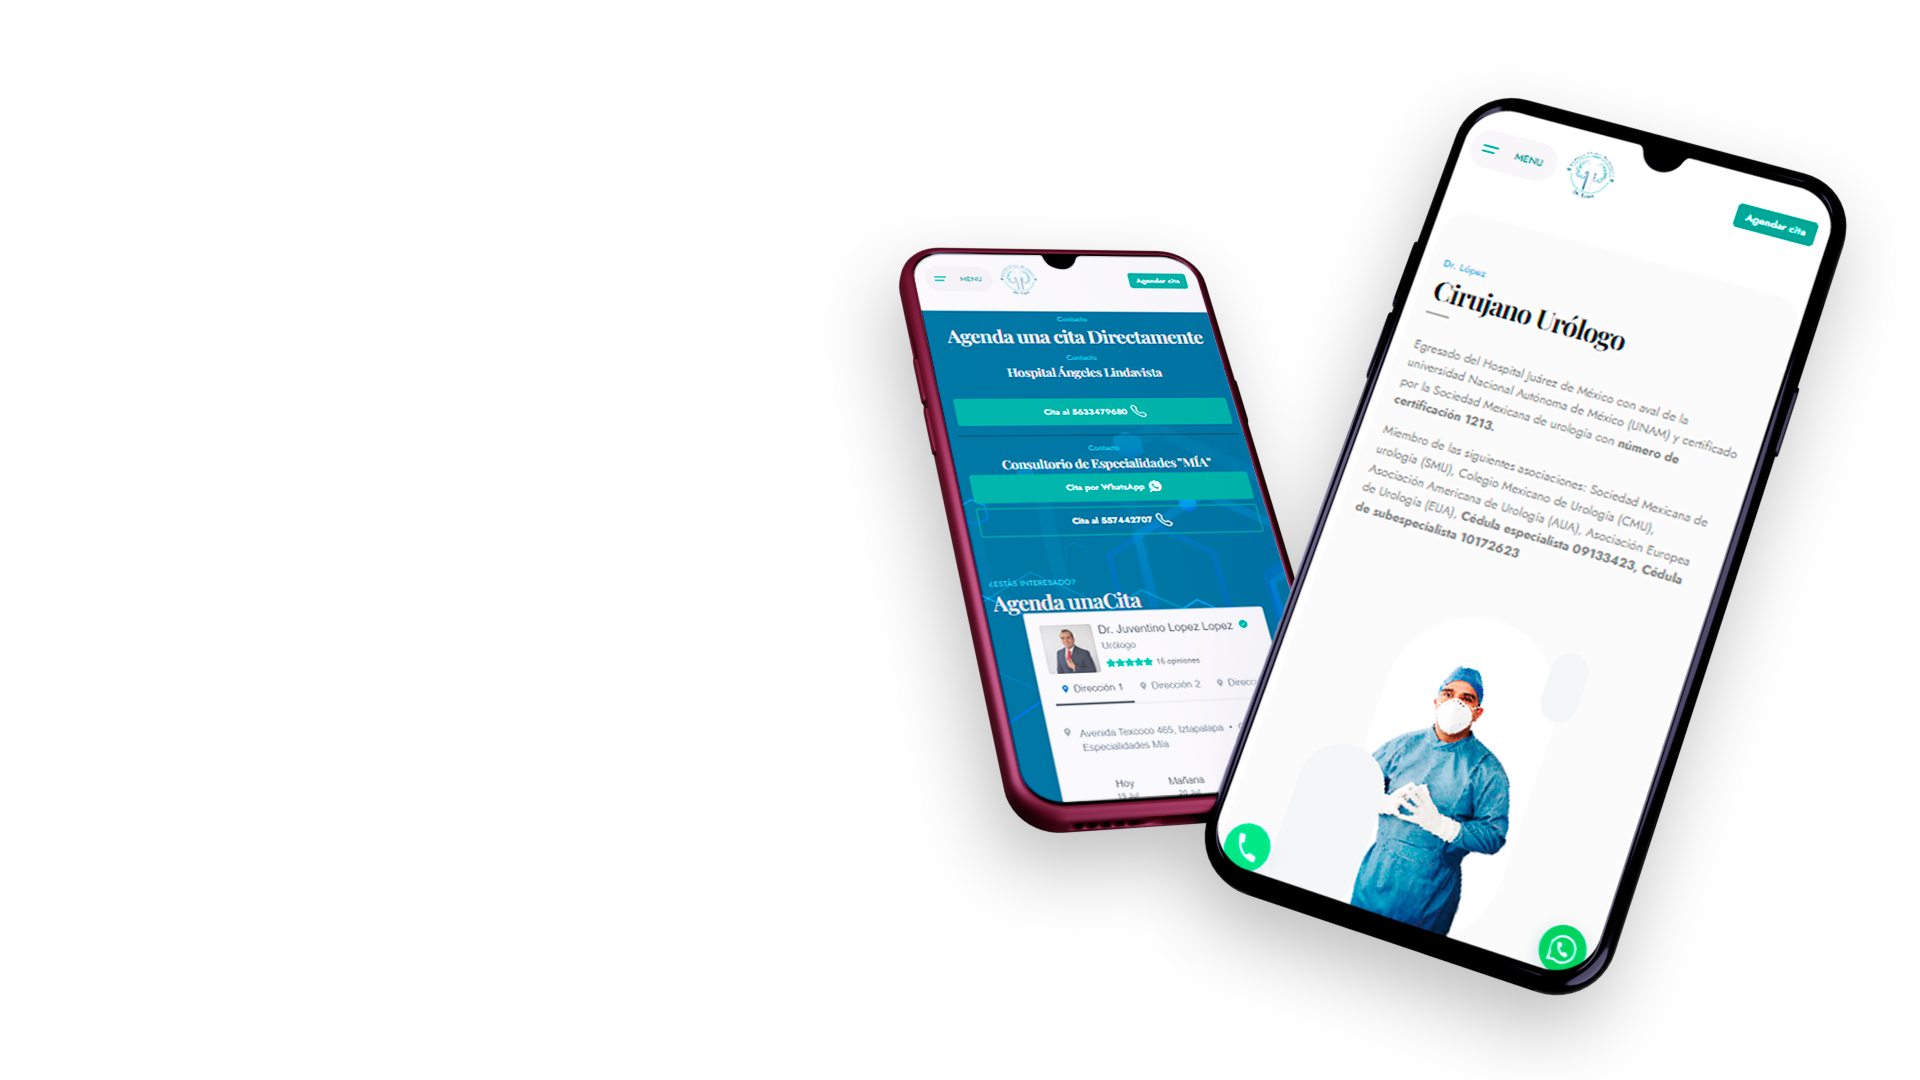 MENU
Agendar cita
Contacto
Agenda una cita Directamente
Contacto
Hospital Ángeles Lindavista
Cita al 5633479680
Contacto
Consultorio de Especialidades "MÍA"
Cita por WhatsApp
Cita al 557442707
¿ESTÁS INTERESADO?
Agenda unaCita
Dr. Juventino Lopez Lopez
Urólogo
16 opiniones
Dirección 1
Dirección 2
Direcc
Avenida Texcoco 465, Iztapalapa •
Especialidades Mía
Hoy
Mañana
19 Jul
20 Jul
MENU
Agendar cita
Dr. López
Cirujano Urólogo
Egresado del Hospital Juárez de México con aval de la
universidad Nacional Autónoma de México (UNAM) y certificado
por la Sociedad Mexicana de urología con número de
certificación 1213.
Miembro de las siguientes asociaciones: Sociedad Mexicana de
urología (SMU), Colegio Mexicano de Urología (CMU),
Asociación Americana de Urología (AUA), Asociación Europea
de Urología (EUA), Cédula especialista 09133423, Cédula
de subespecialista 10172623